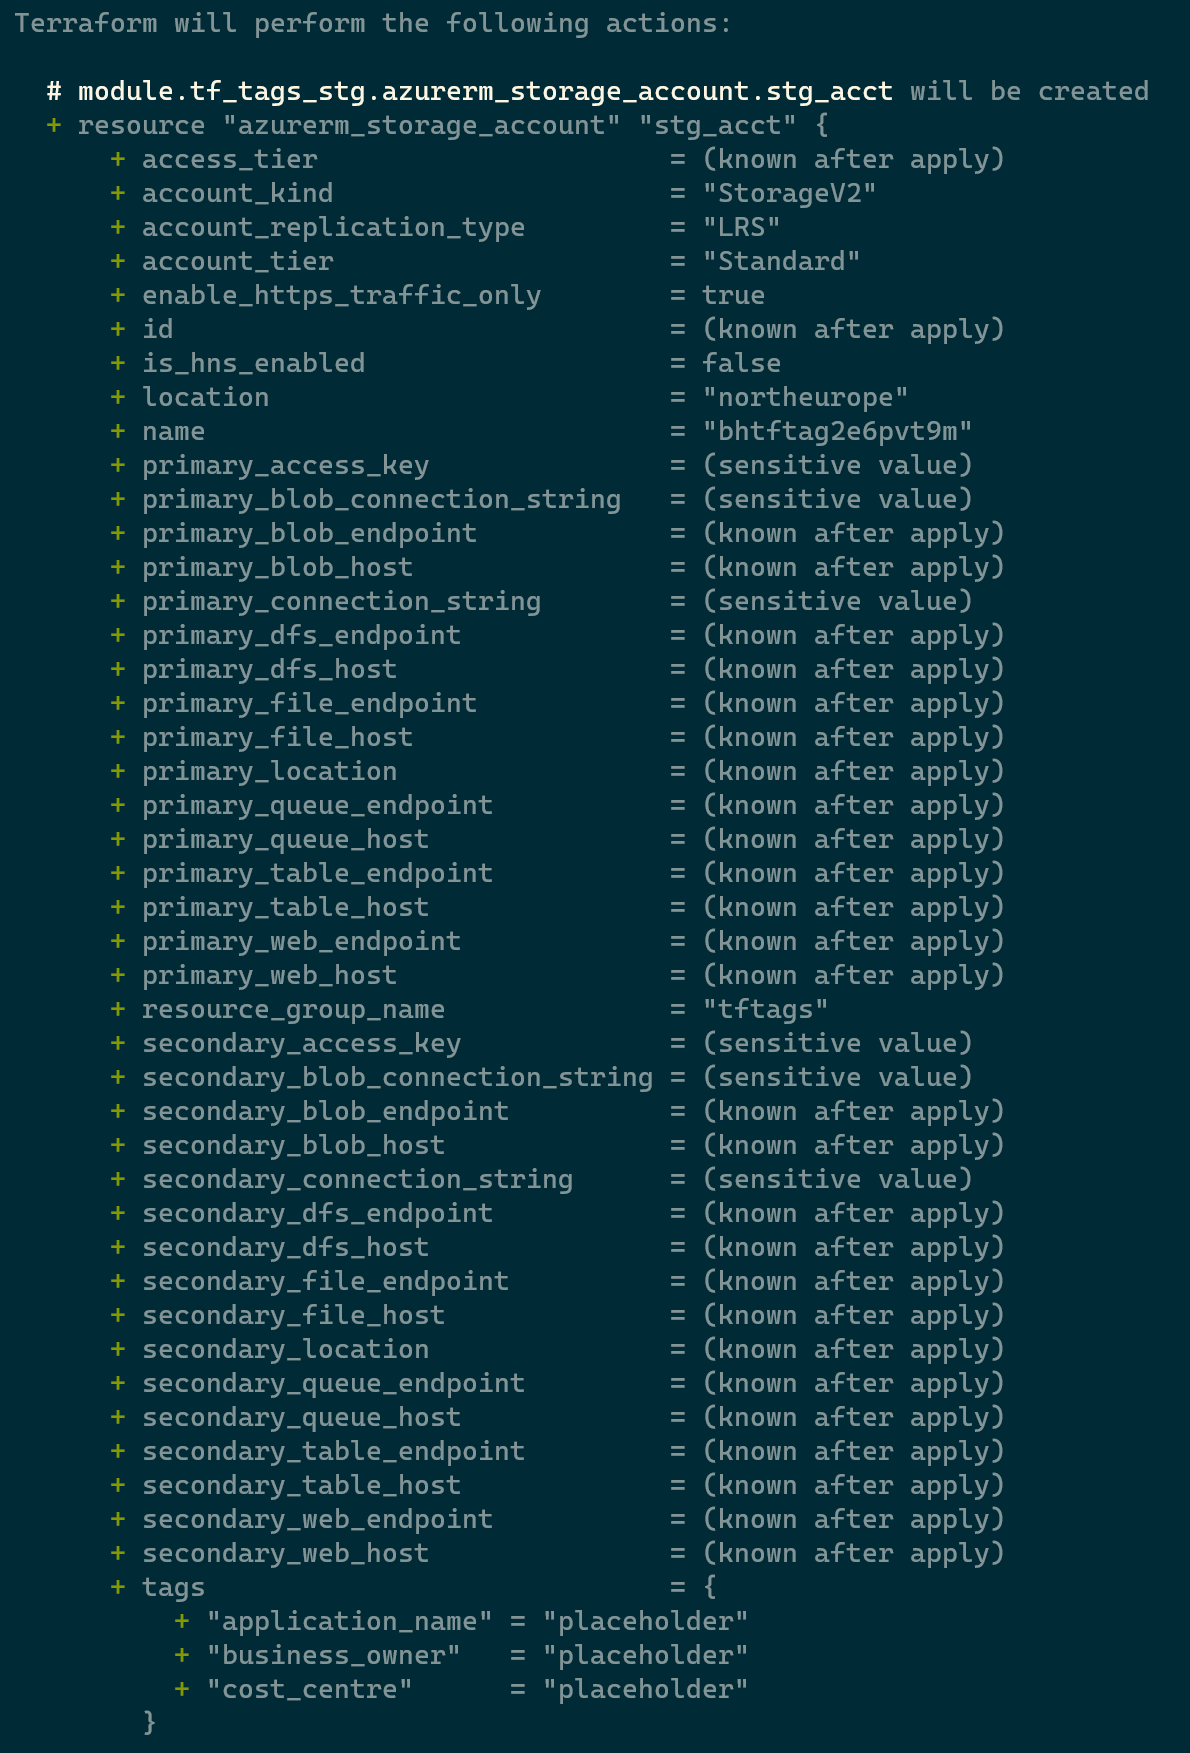 Terraform will perform the following actions:
# module.tf_tags_stg.azurerm_storage_account.stg_acct will be created
+ resource "azurerm_storage_account" "stg_acct" {
+ access_tier = (known after apply)
+ account_kind = "StorageV2"
+ account_replication_type = "LRS"
+ account_tier = "Standard"
+ enable_https_traffic_only = true
+ id = (known after apply)
+ is_hns_enabled = false
+ location = "northeurope"
+ name = "bhtftag2e6pvt9m"
+ primary_access_key = (sensitive value)
+ primary_blob_connection_string = (sensitive value)
+ primary_blob_endpoint = (known after apply)
+ primary_blob_host = (known after apply)
+ primary_connection_string = (sensitive value)
+ primary_dfs_endpoint = (known after apply)
+ primary_dfs_host = (known after apply)
+ primary_file_endpoint = (known after apply)
+ primary_file_host = (known after apply)
+ primary_location = (known after apply)
+ primary_queue_endpoint = (known after apply)
+ primary_queue_host = (known after apply)
+ primary_table_endpoint = (known after apply)
+ primary_table_host = (known after apply)
+ primary_web_endpoint = (known after apply)
+ primary_web_host = (known after apply)
+ resource_group_name = "tftags"
+ secondary_access_key = (sensitive value)
+ secondary_blob_connection_string = (sensitive value)
+ secondary_blob_endpoint = (known after apply)
+ secondary_blob_host = (known after apply)
+ secondary_connection_string = (sensitive value)
+ secondary_dfs_endpoint = (known after apply)
+ secondary_dfs_host = (known after apply)
+ secondary_file_endpoint = (known after apply)
+ secondary_file_host = (known after apply)
+ secondary_location = (known after apply)
+ secondary_queue_endpoint = (known after apply)
+ secondary_queue_host = (known after apply)
+ secondary_table_endpoint = (known after apply)
+ secondary_table_host = (known after apply)
+ secondary_web_endpoint = (known after apply)
+ secondary_web_host = (known after apply)
+ tags = {
+ "application_name" = "placeholder"
+ "business_owner" = "placeholder"
+ "cost_centre" = "placeholder"
}